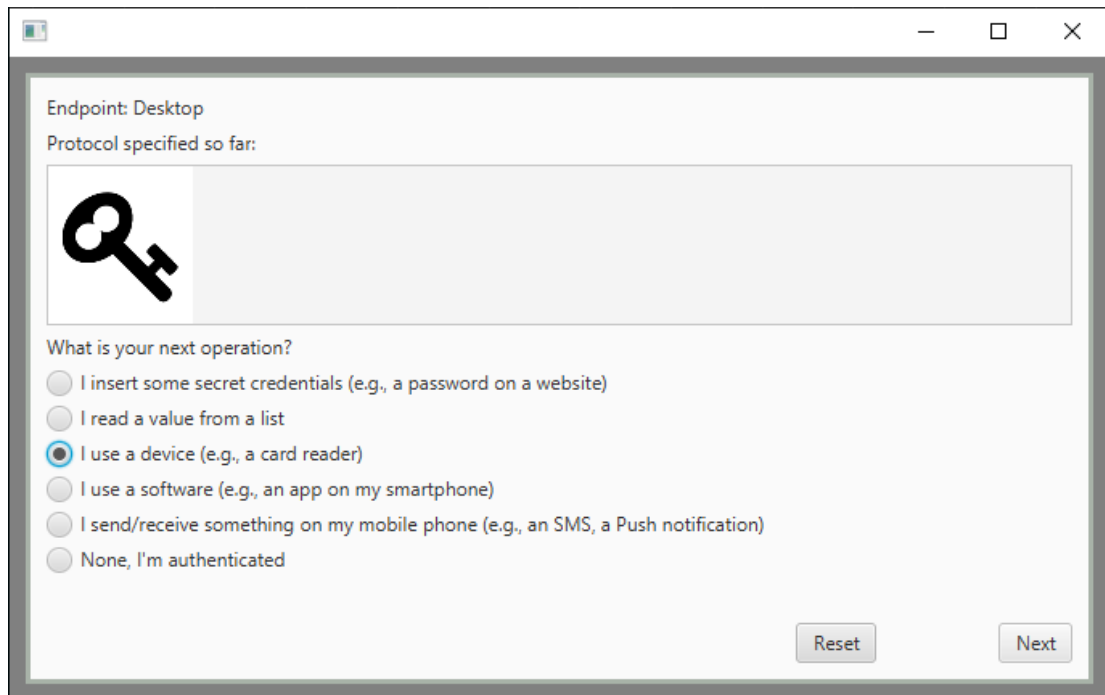 Endpoint: Desktop
Protocol specified so far:
What is your next operation?
I insert some secret credentials (e.g., a password on a website)
I read a value from a list
I use a device (e.g., a card reader)
I use a software (e.g., an app on my smartphone)
I send/receive something on my mobile phone (e.g., an SMS, a Push notification)
None, I'm authenticated
Reset
Next